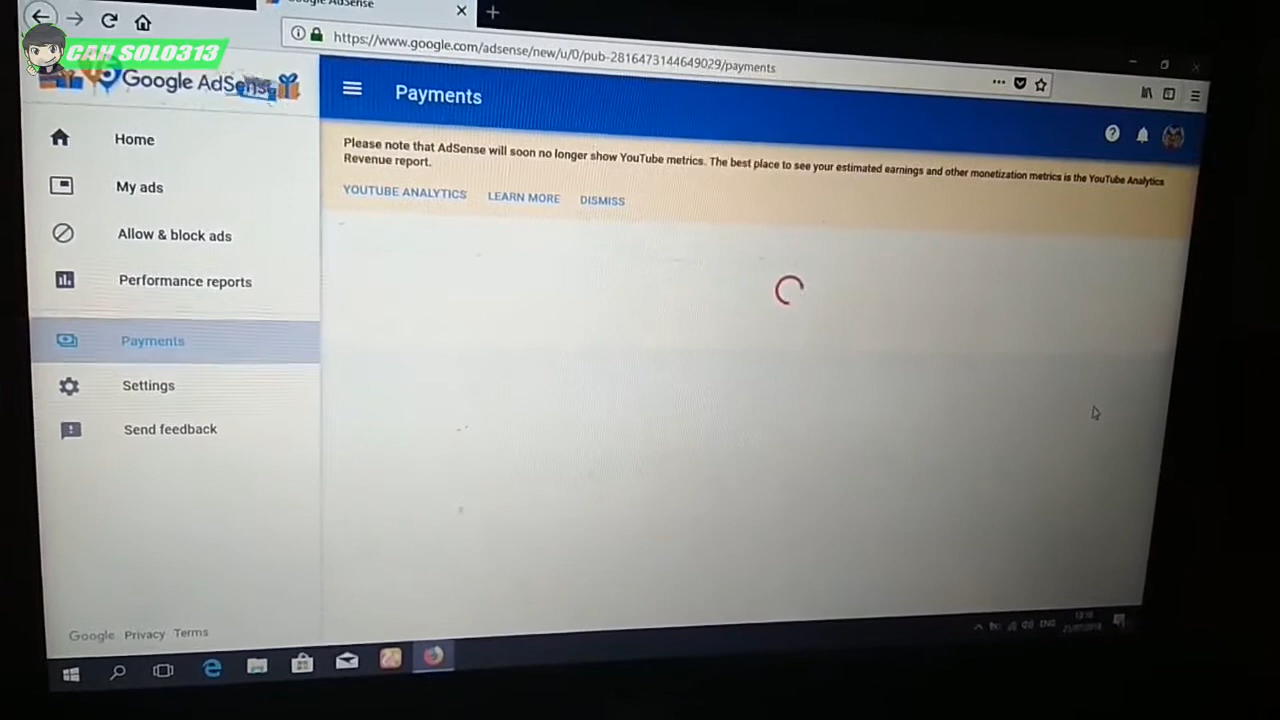 Google AdSense
https://www.google.com/adsense/new/u/0/pub-2816473144649029/payments
CAH SOLO313
Google AdSense
Payments
Please note that AdSense will soon no longer show YouTube metrics. The best place to see your estimated earnings and other monetization metrics is the YouTube Analytics
Revenue report.
YOUTUBE ANALYTICS LEARN MORE DISMISS
Home
My ads
Allow & block ads
Performance reports
Payments
Settings
Send feedback
Google Privacy Terms
ENG